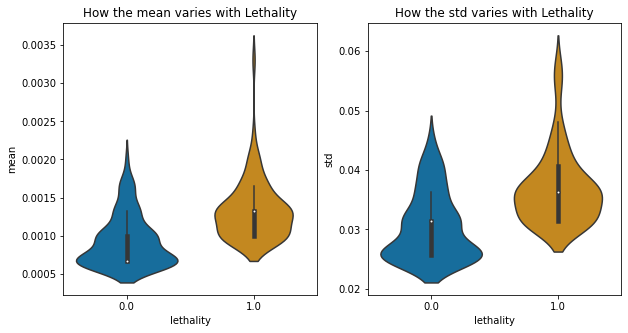 How the mean varies with Lethality
0.0035
0.0030
0.0025
0.0020
0.0015
0.0010
0.0005
mean
0.0
1.0
lethality
How the std varies with Lethality
0.06
0.05
0.04
0.03
0.02
std
0.0
1.0
lethality